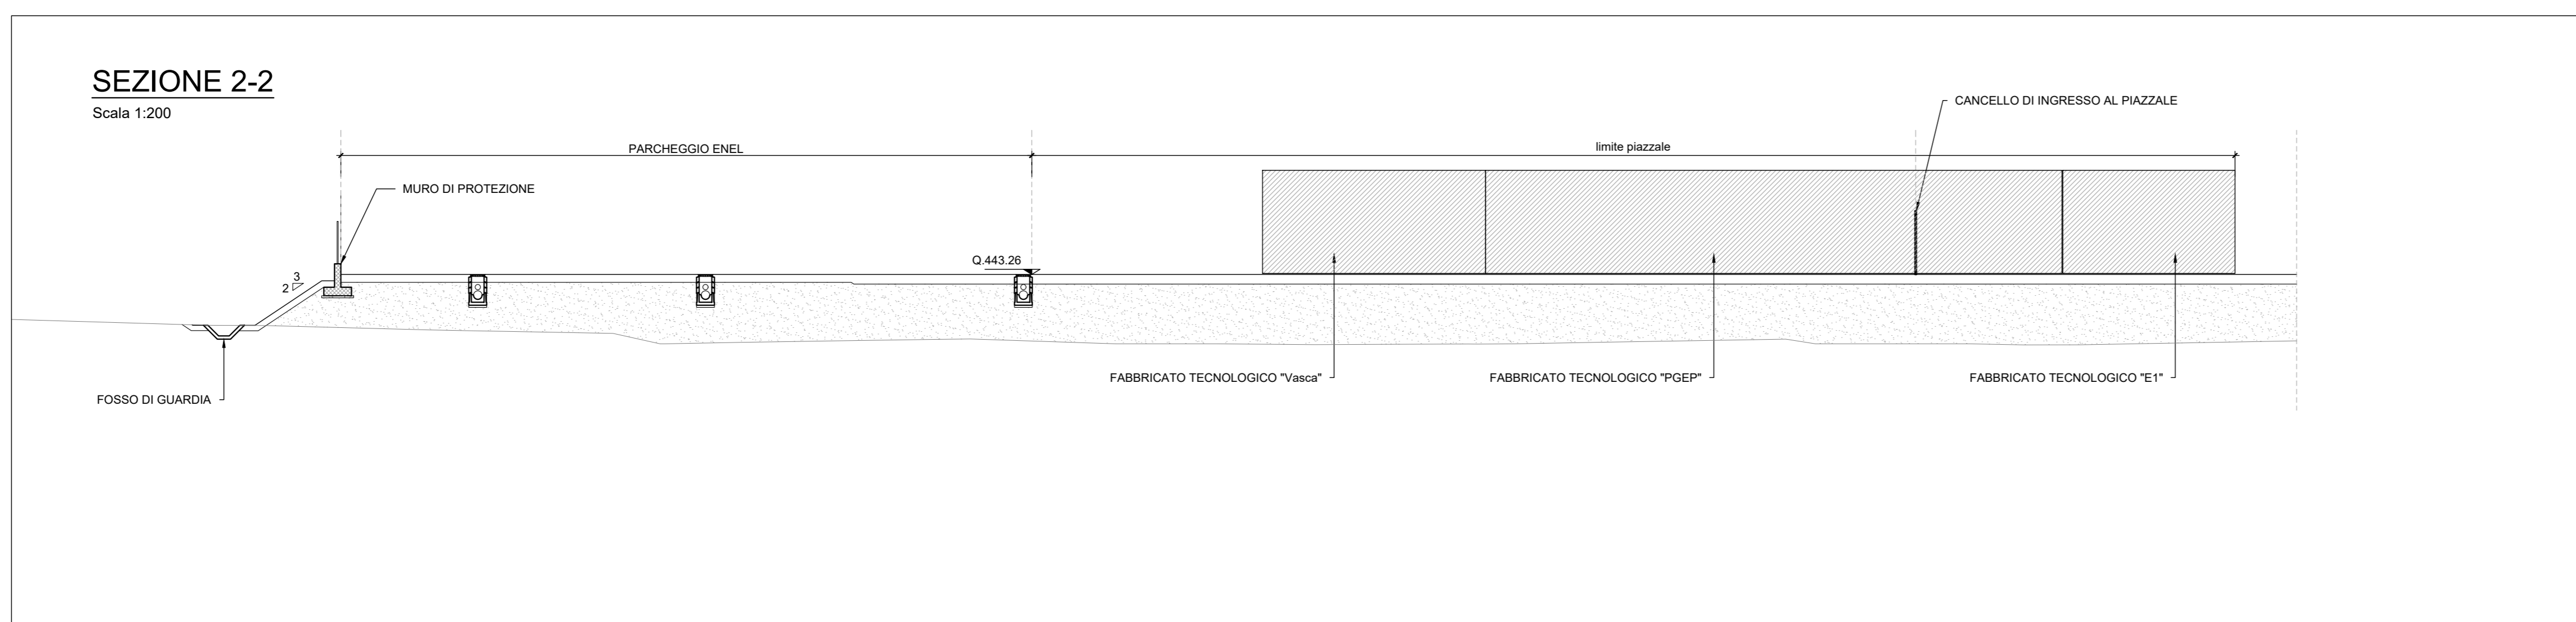 SEZIONE 2-2
Scala 1:200
CANCELLO DI INGRESSO AL PIAZZALE
PARCHEGGIO ENEL
limite piazzale
MURO DI PROTEZIONE
Q.443.26
3
2
FABBRICATO TECNOLOGICO "Vasca"
FABBRICATO TECNOLOGICO "PGEP"
FABBRICATO TECNOLOGICO "E1"
FOSSO DI GUARDIA